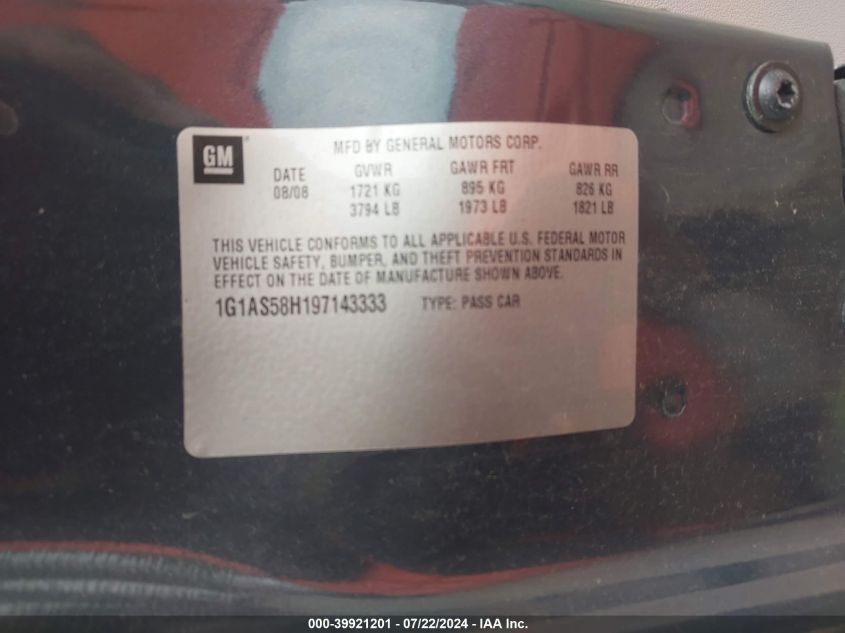 GM® MFD BY GENERAL MOTORS CORP.
DATE GVWR GAWR FRT GAWR RR
08/08 1721 KG 895 KG 826 KG
3794 LB 1973 LB 1821 LB
THIS VEHICLE CONFORMS TO ALL APPLICABLE U.S. FEDERAL MOTOR
VEHICLE SAFETY, BUMPER, AND THEFT PREVENTION STANDARDS IN
EFFECT ON THE DATE OF MANUFACTURE SHOWN ABOVE.
1G1AS58H197143333 TYPE: PASS CAR
000-39921201 - 07/22/2024 - IAA Inc.